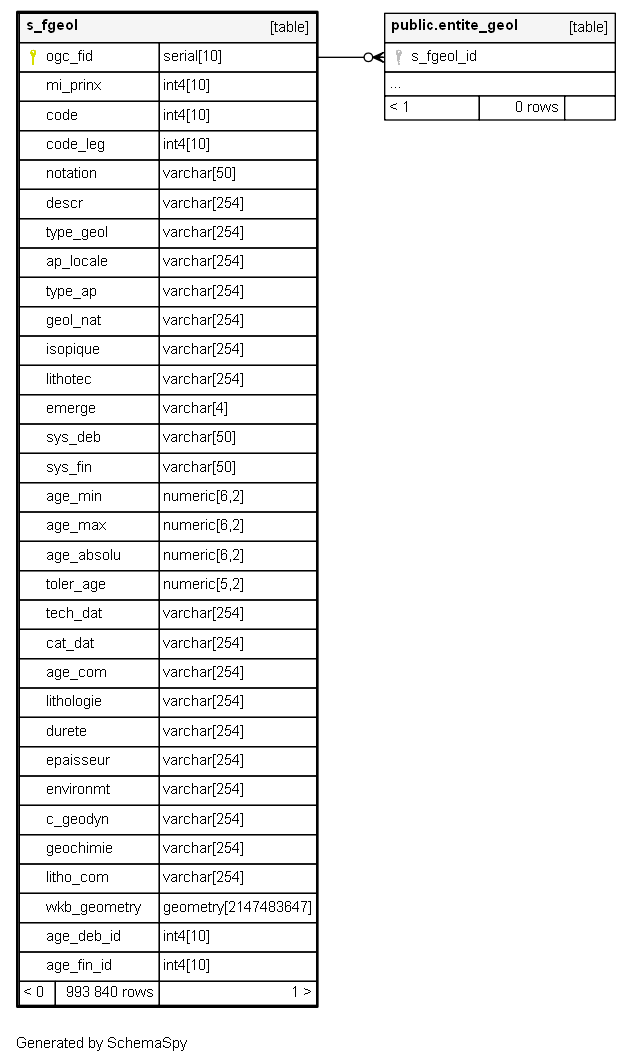 s_fgeol [table]
ogc_fid serial[10]
mi_prinx int4[10]
code int4[10]
code_leg int4[10]
notation varchar[50]
descr varchar[254]
type_geol varchar[254]
ap_locale varchar[254]
type_ap varchar[254]
geol_nat varchar[254]
isopique varchar[254]
lithotec varchar[254]
emerge varchar[4]
sys_deb varchar[50]
sys_fin varchar[50]
age_min numeric[6,2]
age_max numeric[6,2]
age_absolu numeric[6,2]
toler_age numeric[5,2]
tech_dat varchar[254]
cat_dat varchar[254]
age_com varchar[254]
lithologie varchar[254]
durete varchar[254]
epaisseur varchar[254]
environmt varchar[254]
c_geodyn varchar[254]
geochimie varchar[254]
litho_com varchar[254]
wkb_geometry geometry[2147483647]
age_deb_id int4[10]
age_fin_id int4[10]
< 0 993 840 rows 1 >
public.entite_geol [table]
s_fgeol_id
...
< 1 0 rows
Generated by SchemaSpy